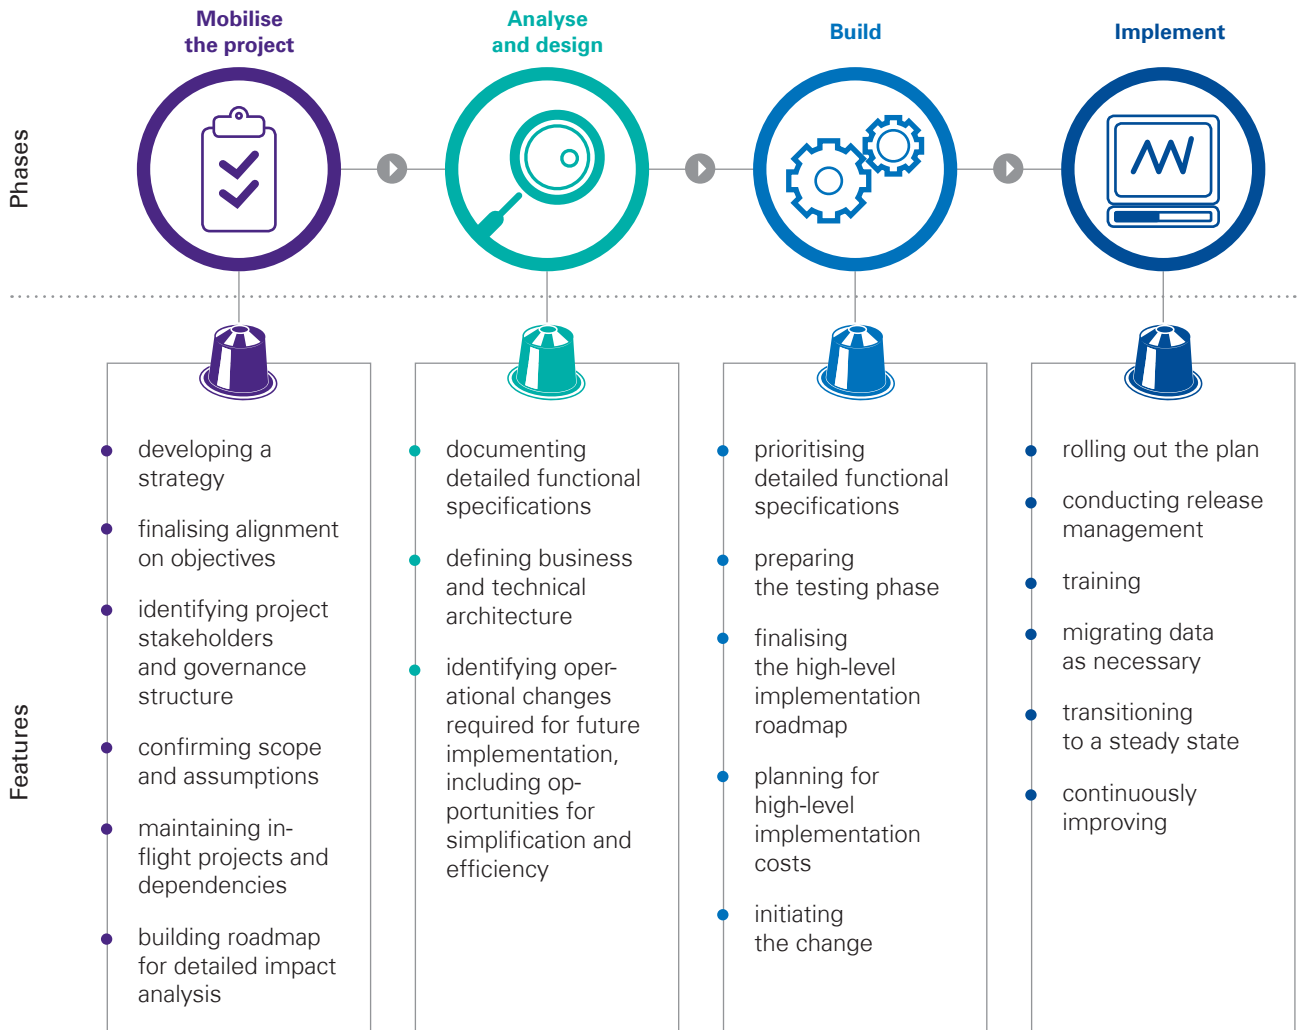 Mobilise
the project
Analyse
and design
Build
Implement
Phases
Features
developing a
strategy
finalising alignment
on objectives
identifying project
stakeholders
and governance
structure
confirming scope
and assumptions
maintaining in-
flight projects and
dependencies
building roadmap
for detailed impact
analysis
documenting
detailed functional
specifications
defining business
and technical
architecture
identifying oper-
ational changes
required for future
implementation,
including op-
portunities for
simplification and
efficiency
prioritising
detailed functional
specifications
preparing
the testing phase
finalising
the high-level
implementation
roadmap
planning for
high-level
implementation
costs
initiating
the change
rolling out the plan
conducting release
management
training
migrating data
as necessary
transitioning
to a steady state
continuously
improving